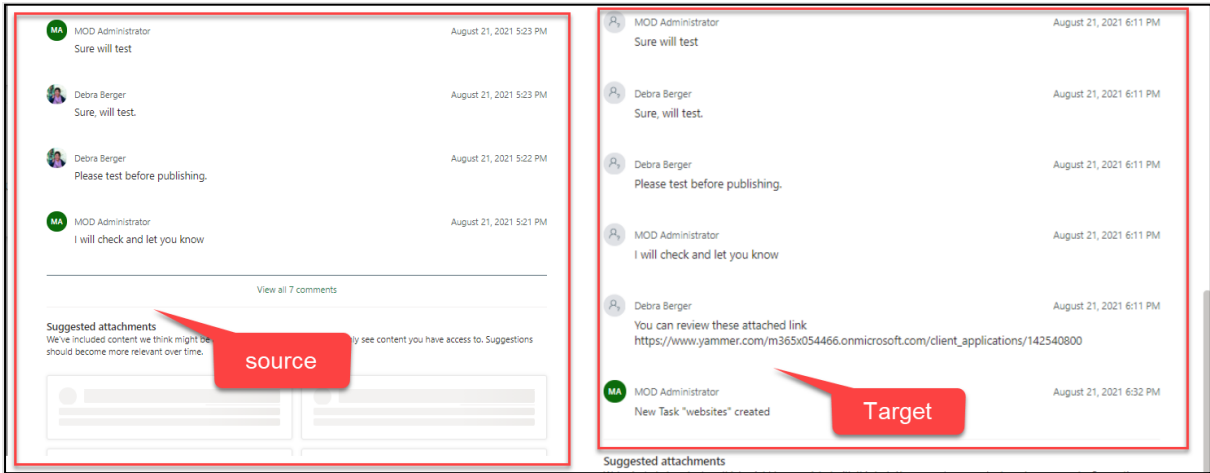 MA MOD Administrator August 21, 2021 5:23 PM
Sure will test
Debra Berger August 21, 2021 5:23 PM
Sure, will test.
Debra Berger August 21, 2021 5:22 PM
Please test before publishing.
MA MOD Administrator August 21, 2021 5:21 PM
I will check and let you know
View all 7 comments
Suggested attachments
We've included content we think might be
ly see content you have access to. Suggestions
should become more relevant over time.
source
MOD Administrator August 21, 2021 6:11 PM
Sure will test
Debra Berger August 21, 2021 6:11 PM
Sure, will test.
Debra Berger August 21, 2021 6:11 PM
Please test before publishing.
MOD Administrator August 21, 2021 6:11 PM
I will check and let you know
Debra Berger August 21, 2021 6:11 PM
You can review these attached link
https://www.yammer.com/m365x054466.onmicrosoft.com/client_applications/142540800
MA MOD Administrator August 21, 2021 6:32 PM
New Task "websites" created
Target
Suggested attachments